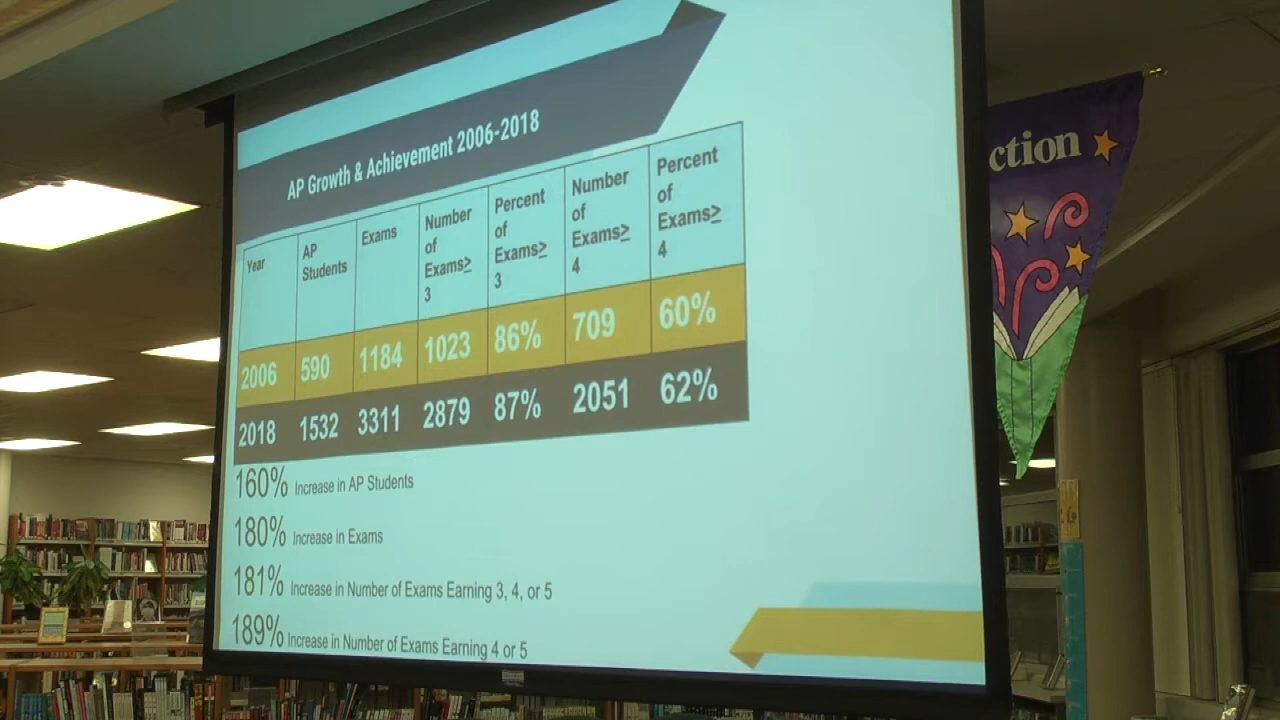 AP Growth & Achievement 2006-2018
Year
AP
Students
Exams
Number
of
Exams≥
3
Percent
of
Exams≥
3
Number
of
Exams≥
4
Percent
of
Exams≥
4
2006 590 1184 1023 86% 709 60%
2018 1532 3311 2879 87% 2051 62%
160% Increase in AP Students
180% Increase in Exams
181% Increase in Number of Exams Earning 3, 4, or 5
189% Increase in Number of Exams Earning 4 or 5
ction